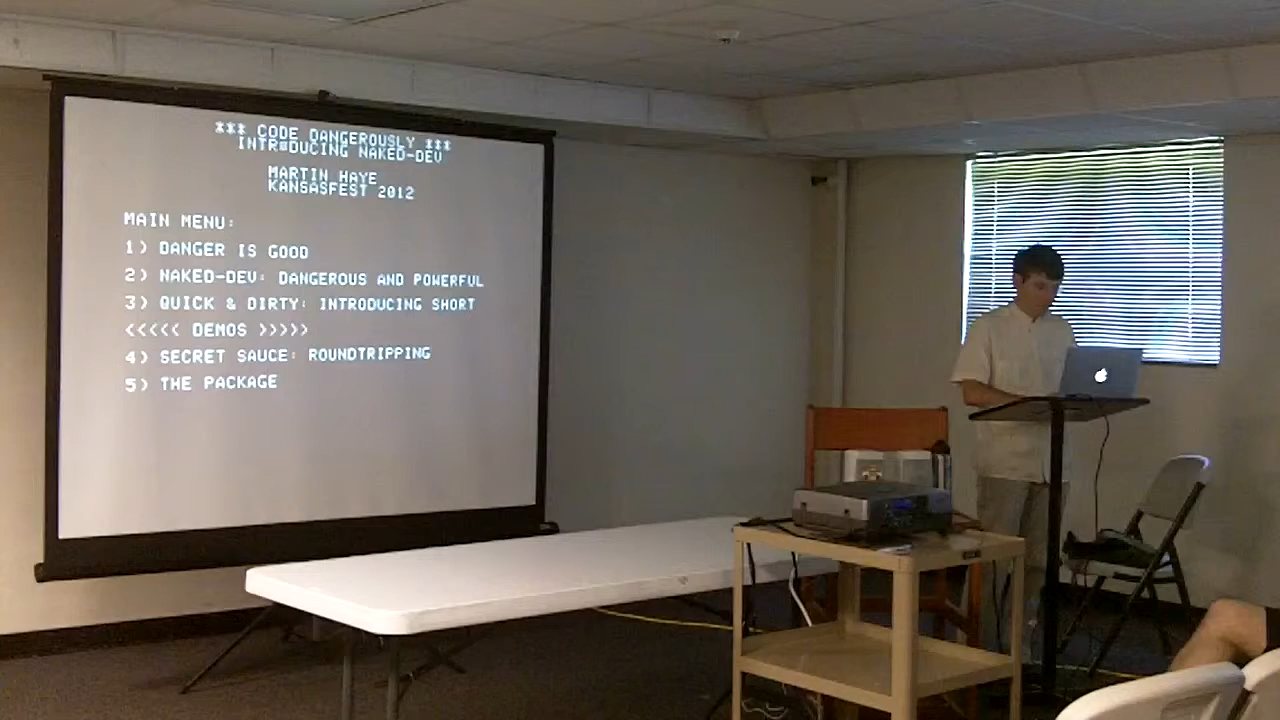 *** CODE DANGEROUSLY ***
INTRODUCING NAKED-DEV
MARTIN HAYE
KANSASFEST 2012
MAIN MENU:
1) DANGER IS GOOD
2) NAKED-DEV: DANGEROUS AND POWERFUL
3) QUICK & DIRTY: INTRODUCING SHORT
<<<<< DEMOS >>>>>
4) SECRET SAUCE: ROUNDTRIPPING
5) THE PACKAGE